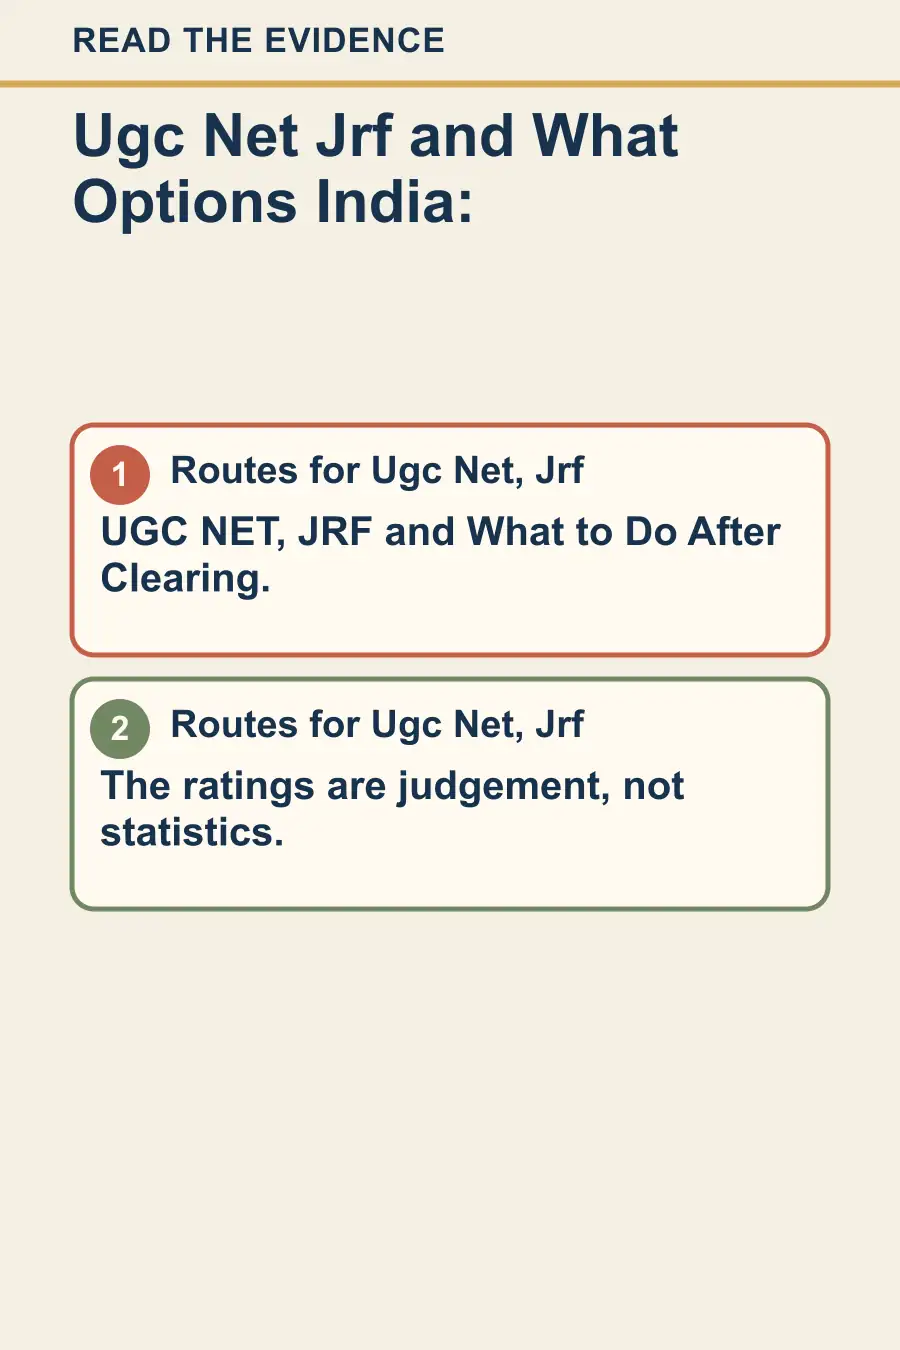 READ THE EVIDENCE
Ugc Net Jrf and What
Options India:
1
Routes for Ugc Net, Jrf
UGC NET, JRF and What to Do After
Clearing.
2
Routes for Ugc Net, Jrf
The ratings are judgement, not
statistics.